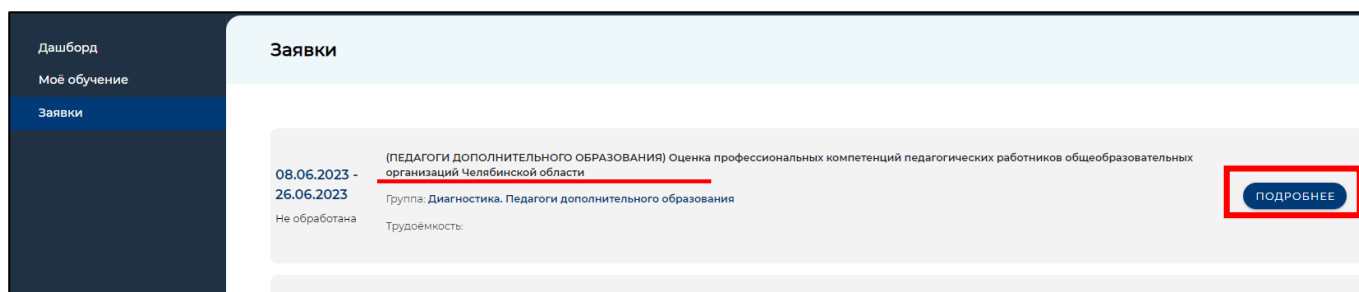 Дашборд
Моё обучение
Заявки
Заявки
08.06.2023 -
26.06.2023
Не обработана
(ПЕДАГОГИ ДОПОЛНИТЕЛЬНОГО ОБРАЗОВАНИЯ) Оценка профессиональных компетенций педагогических работников общеобразовательных
организаций Челябинской области
Группа: Диагностика. Педагоги дополнительного образования
Трудоёмкость:
ПОДРОБНЕЕ